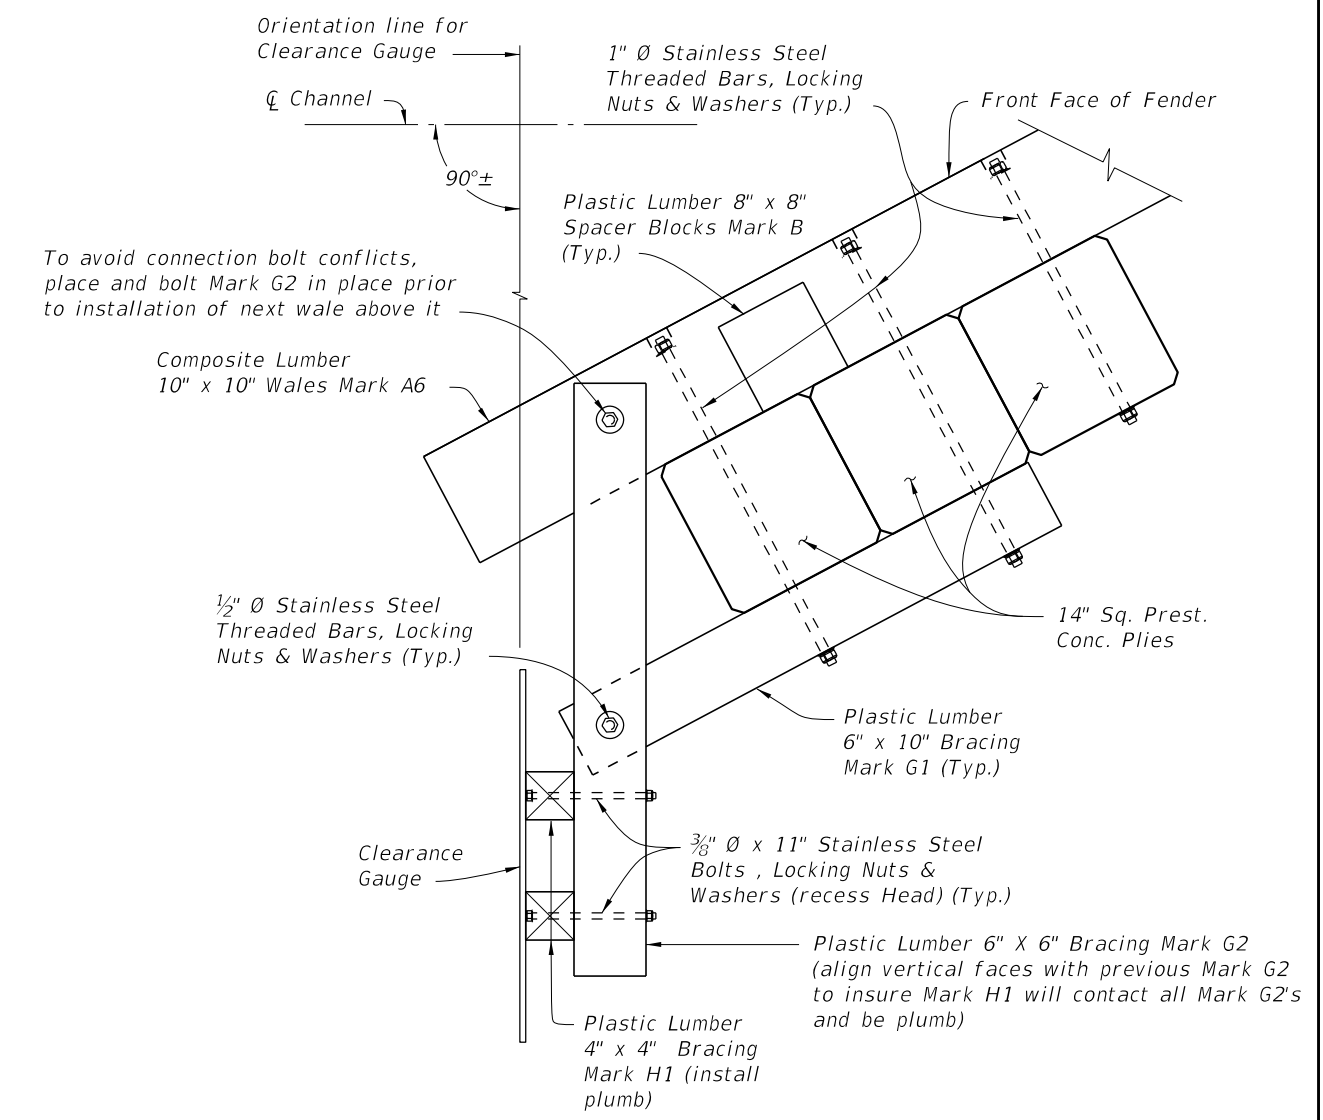 Orientation line for
Clearance Gauge
℄ Channel
90°±
1" Ø Stainless Steel
Threaded Bars, Locking
Nuts & Washers (Typ.)
Front Face of Fender
Plastic Lumber 8" x 8"
Spacer Blocks Mark B
(Typ.)
To avoid connection bolt conflicts,
place and bolt Mark G2 in place prior
to installation of next wale above it
Composite Lumber
10" x 10" Wales Mark A6
½" Ø Stainless Steel
Threaded Bars, Locking
Nuts & Washers (Typ.)
14" Sq. Prest.
Conc. Plies
Plastic Lumber
6" x 10" Bracing
Mark G1 (Typ.)
Clearance
Gauge
⅜" Ø x 11" Stainless Steel
Bolts , Locking Nuts &
Washers (recess Head) (Typ.)
Plastic Lumber 6" X 6" Bracing Mark G2
(align vertical faces with previous Mark G2
to insure Mark H1 will contact all Mark G2's
and be plumb)
Plastic Lumber
4" x 4" Bracing
Mark H1 (install
plumb)